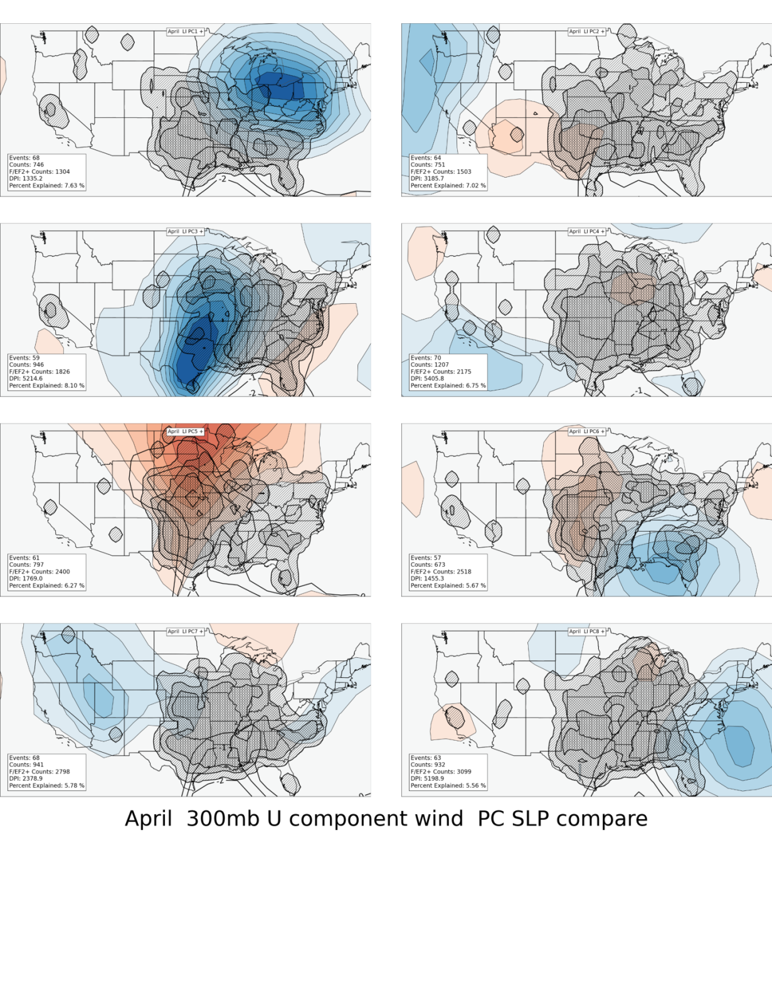 April LI PC1 +
Events: 68
Counts: 746
F/EF2+ Counts: 1304
DPI: 1335.2
Percent Explained: 7.63 %
-2
April LI PC2 +
Events: 64
Counts: 751
F/EF2+ Counts: 1503
DPI: 3185.7
Percent Explained: 7.02 %
April LI PC3 +
Events: 59
Counts: 946
F/EF2+ Counts: 1826
DPI: 5214.6
Percent Explained: 8.10 %
-1
-2
April LI PC4 +
Events: 70
Counts: 1207
F/EF2+ Counts: 2175
DPI: 5405.8
Percent Explained: 6.75 %
-1
April LI PC5 +
Events: 61
Counts: 797
F/EF2+ Counts: 2400
DPI: 1769.0
Percent Explained: 6.27 %
-2
April LI PC6 +
Events: 57
Counts: 673
F/EF2+ Counts: 2518
DPI: 1455.3
Percent Explained: 5.67 %
April LI PC7 +
Events: 68
Counts: 941
F/EF2+ Counts: 2798
DPI: 2378.9
Percent Explained: 5.78 %
-1
-2
April LI PC8 +
Events: 63
Counts: 932
F/EF2+ Counts: 3099
DPI: 5198.9
Percent Explained: 5.56 %
April 300mb U component wind PC SLP compare